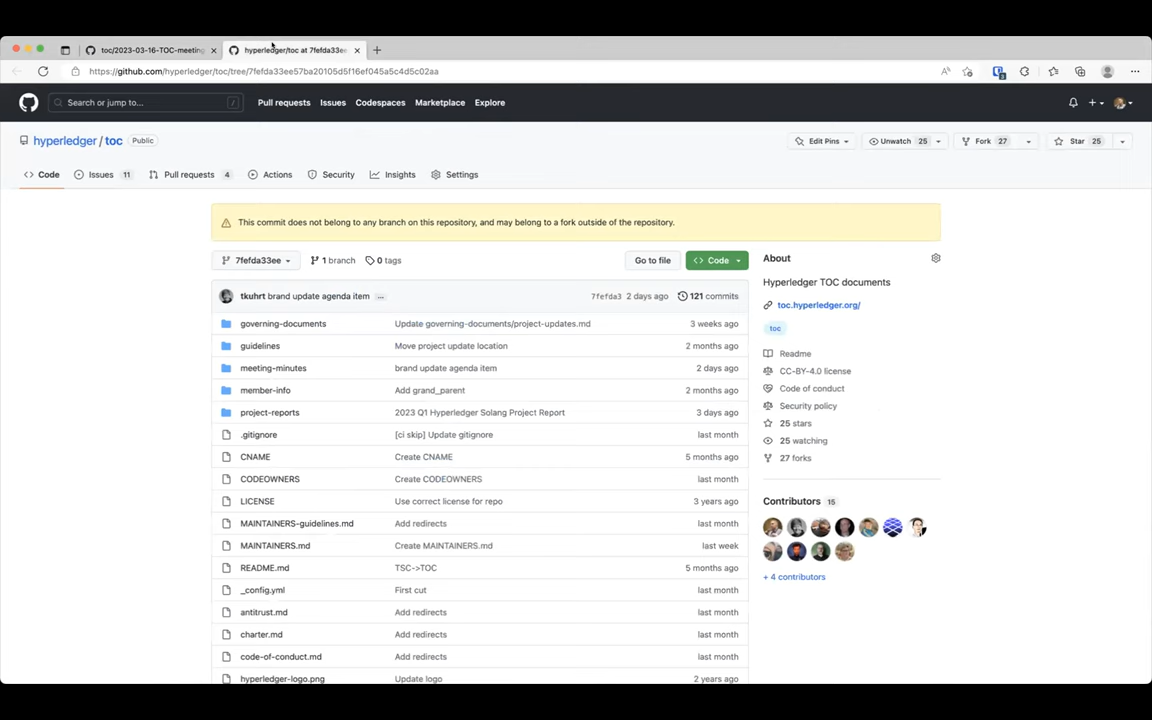 toc/2023-03-16-TOC-meeting
hyperledger/toc at 7fefda33ee
https://github.com/hyperledger/toc/tree/7fefda33ee57ba20105d5f16ef045a5c4d5c02aa
Search or jump to...
/
Pull requests
Issues
Codespaces
Marketplace
Explore
hyperledger / toc
Public
Edit Pins
Unwatch 25
Fork 27
Star 25
Code
Issues 11
Pull requests 4
Actions
Security
Insights
Settings
This commit does not belong to any branch on this repository, and may belong to a fork outside of the repository.
7fefda33ee
1 branch
0 tags
Go to file
Code
tkuhrt brand update agenda item ...
7fefda3 2 days ago
121 commits
governing-documents Update governing-documents/project-updates.md 3 weeks ago
guidelines Move project update location 2 months ago
meeting-minutes brand update agenda item 2 days ago
member-info Add grand_parent 2 months ago
project-reports 2023 Q1 Hyperledger Solang Project Report 3 days ago
.gitignore [ci skip] Update gitignore last month
CNAME Create CNAME 5 months ago
CODEOWNERS Create CODEOWNERS last month
LICENSE Use correct license for repo 3 years ago
MAINTAINERS-guidelines.md Add redirects last month
MAINTAINERS.md Create MAINTAINERS.md last week
README.md TSC->TOC 5 months ago
_config.yml First cut last month
antitrust.md Add redirects last month
charter.md Add redirects last month
code-of-conduct.md Add redirects last month
hyperledger-logo.png Update logo 2 years ago
About
Hyperledger TOC documents
toc.hyperledger.org/
toc
Readme
CC-BY-4.0 license
Code of conduct
Security policy
25 stars
25 watching
27 forks
Contributors 15
+ 4 contributors